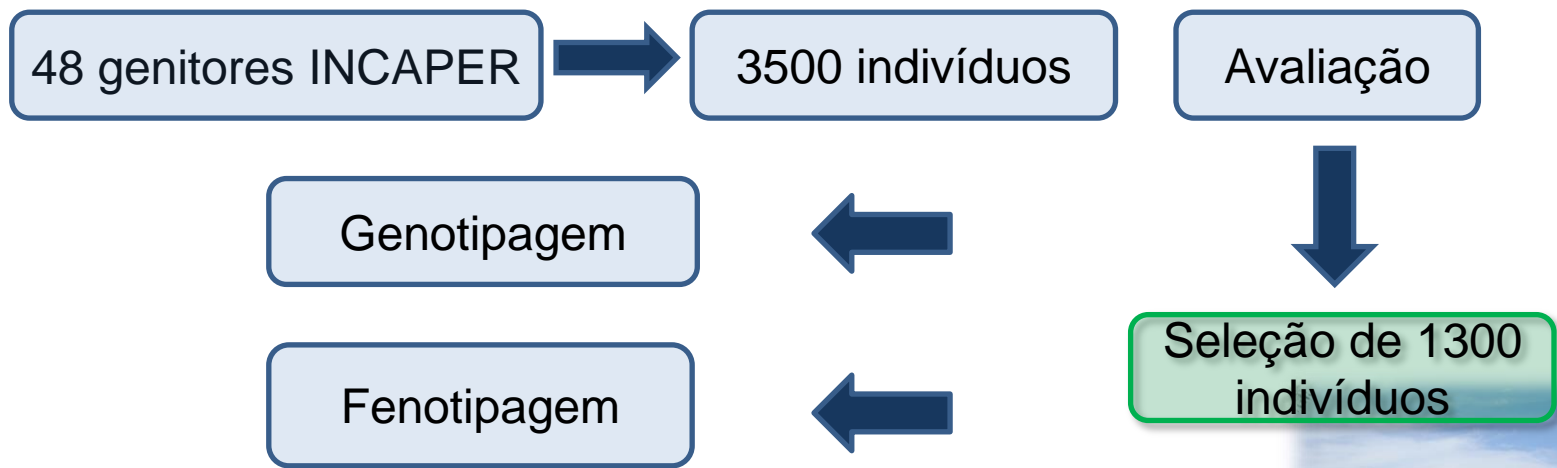 48 genitores INCAPER
3500 indivíduos
Avaliação
Genotipagem
Seleção de 1300
indivíduos
Fenotipagem